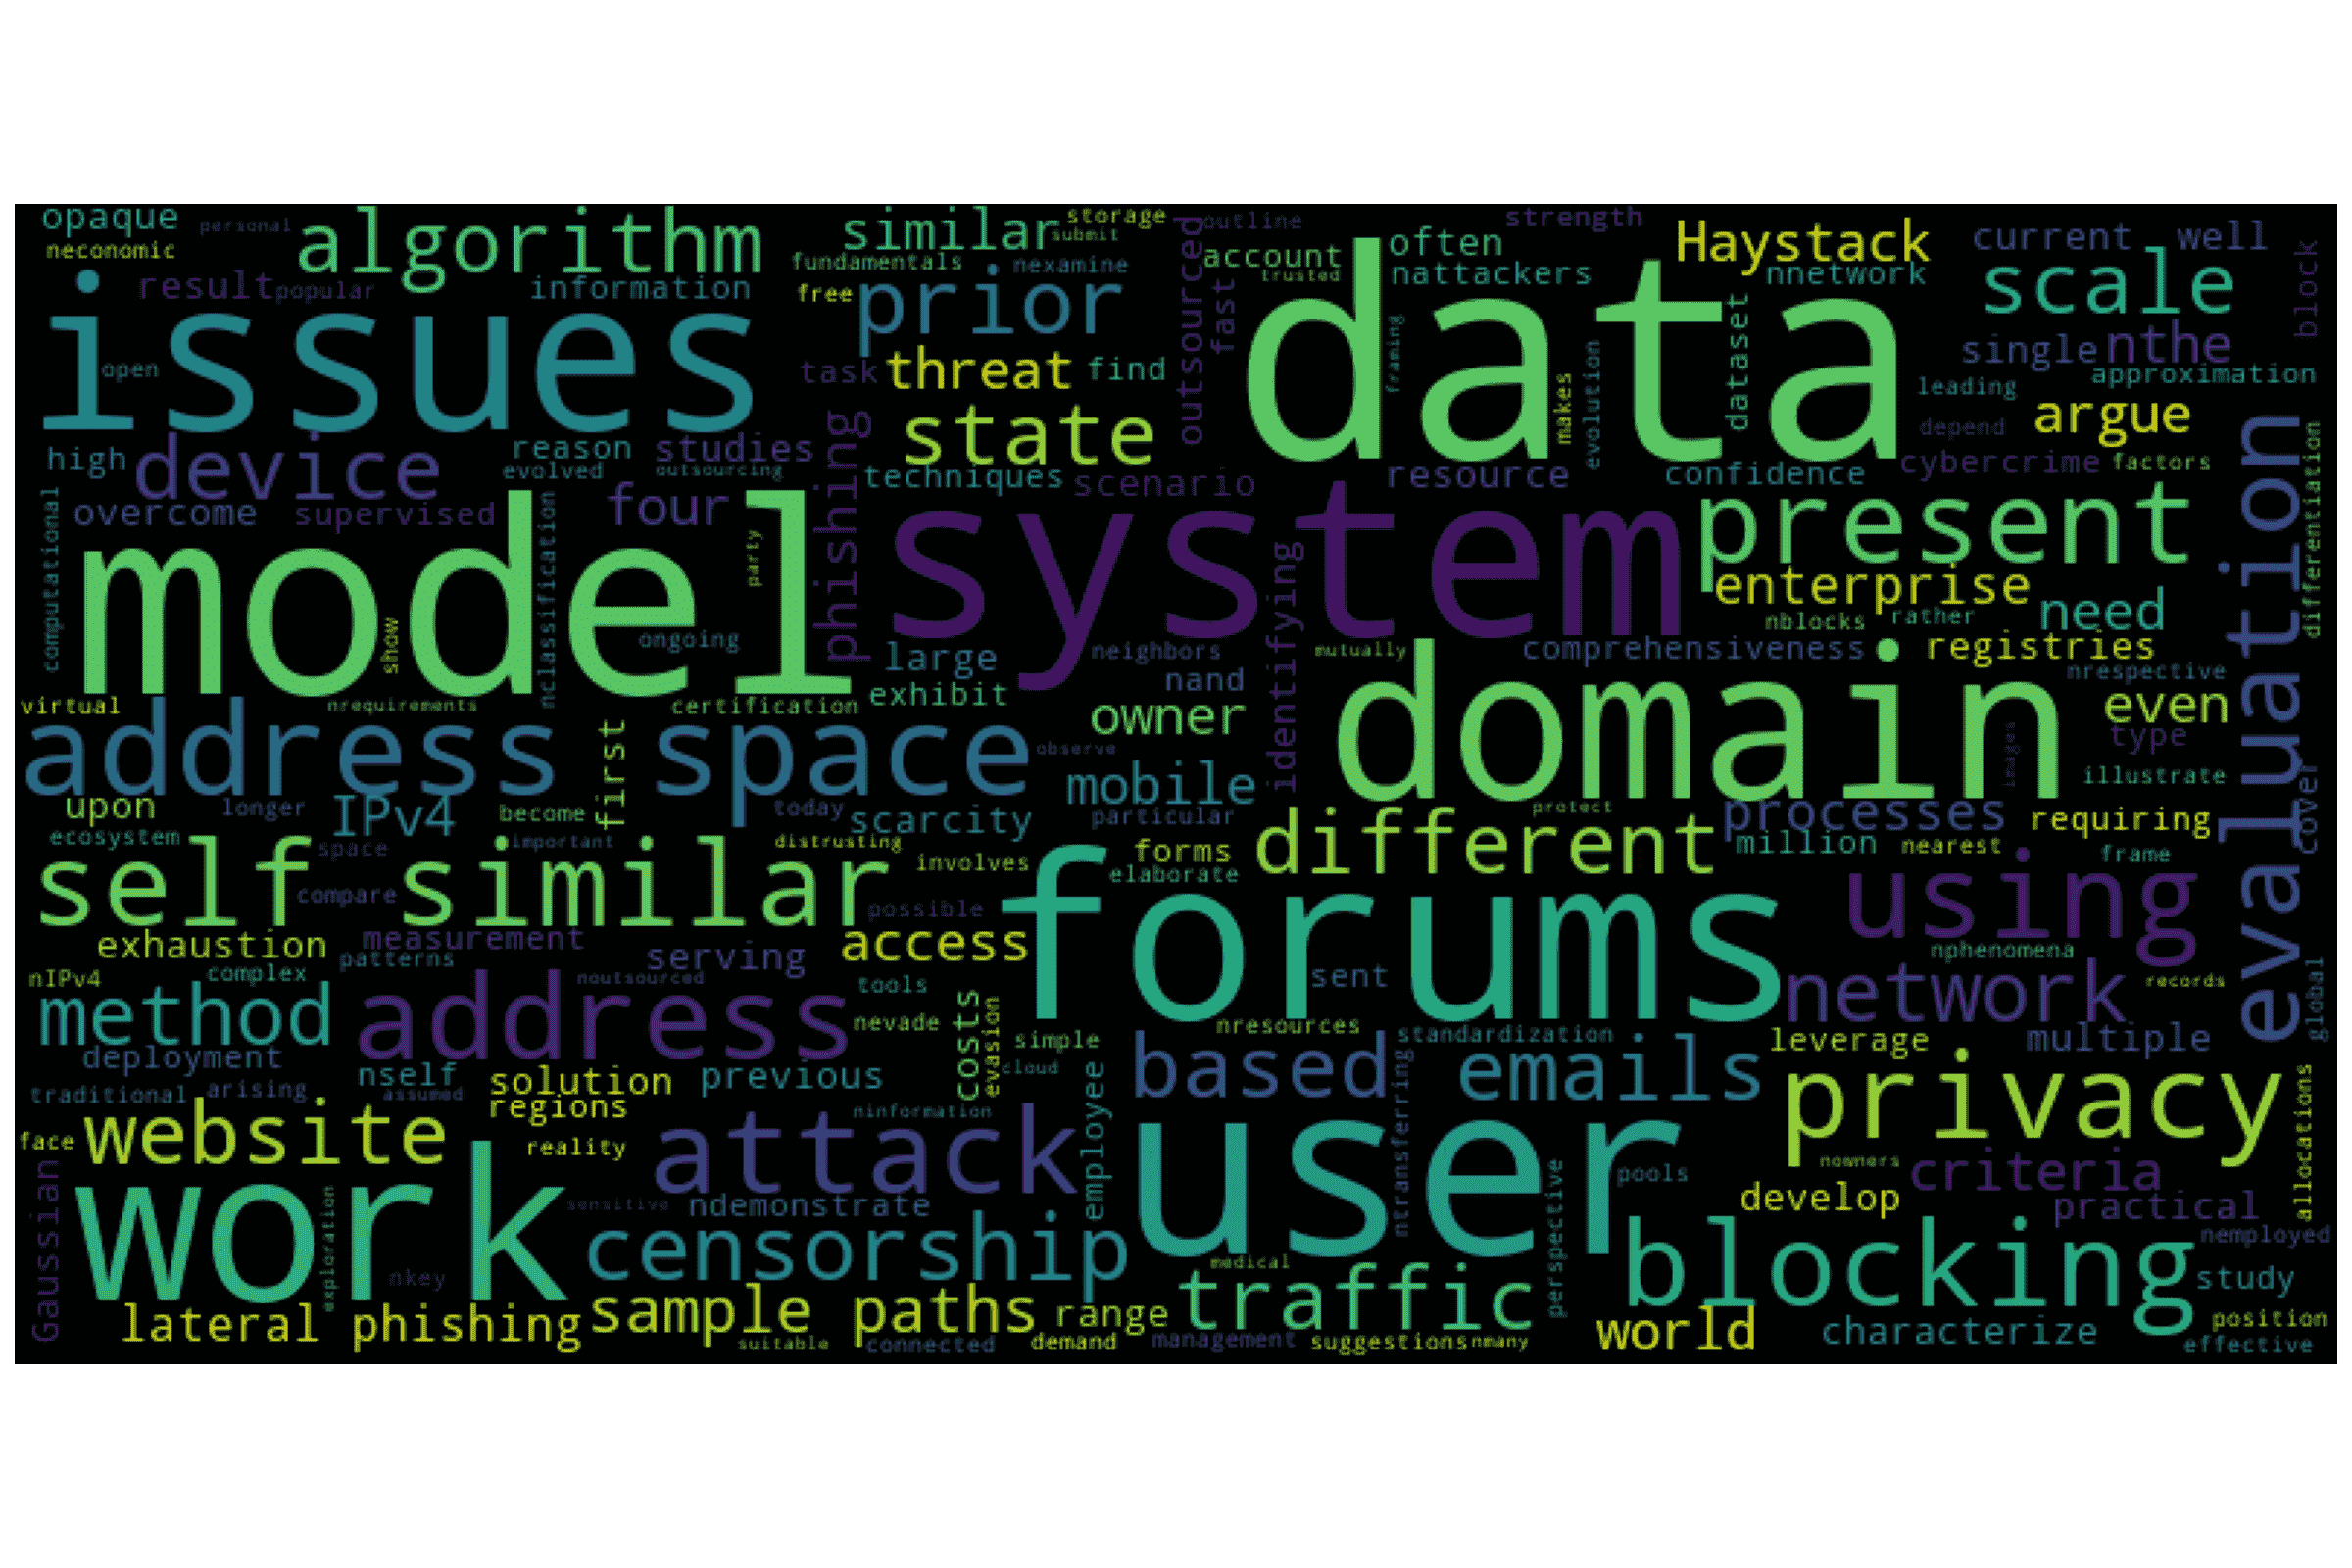 opaque personal algorithm similar storage submit outsourced outline strength Haystack current well block
neconomic fundamentals nexamine account trusted often nattackers nnetwork scale
result popular information free prior fast data single nthe
issues open task threat find framing evolution makes dataset leading approximation
high device reason studies evolved outsourcing phishing state techniques scenario resource confidence depend argue cybercrime factors evaluation differentiation
overcome supervised four system present
computational model nclassification party show ongoing large neighbors identifying mutually comprehensiveness enterprise nblocks rather need registries
virtual nrequirements certification exhibit nand owner domain nrespective even
address space observe mobile type images illustrate
upon longer IPv4 become first today scarcity particular protect processes requiring cover
ecosystem space important distrusting involves forms elaborate different million nearest frame
self similar compare possible forums using
exhaustion measurement patterns serving access nphenomena
nIPv4 complex noutsourced tools sent network records global
method address nevade costs evasion simple nresources standardization leverage multiple
deployment nself solution previous cloud employee based emails privacy allocations
traditional arising assumed regions ninformation ntransferring
face website reality attack user nowners criteria
Gaussian work exploration sensitive ndemonstrate perspective pools develop practical
nkey censorship medical blocking nemployed study
lateral phishing sample paths range traffic world characterize position
suitable connected demand management suggestions nmany effective